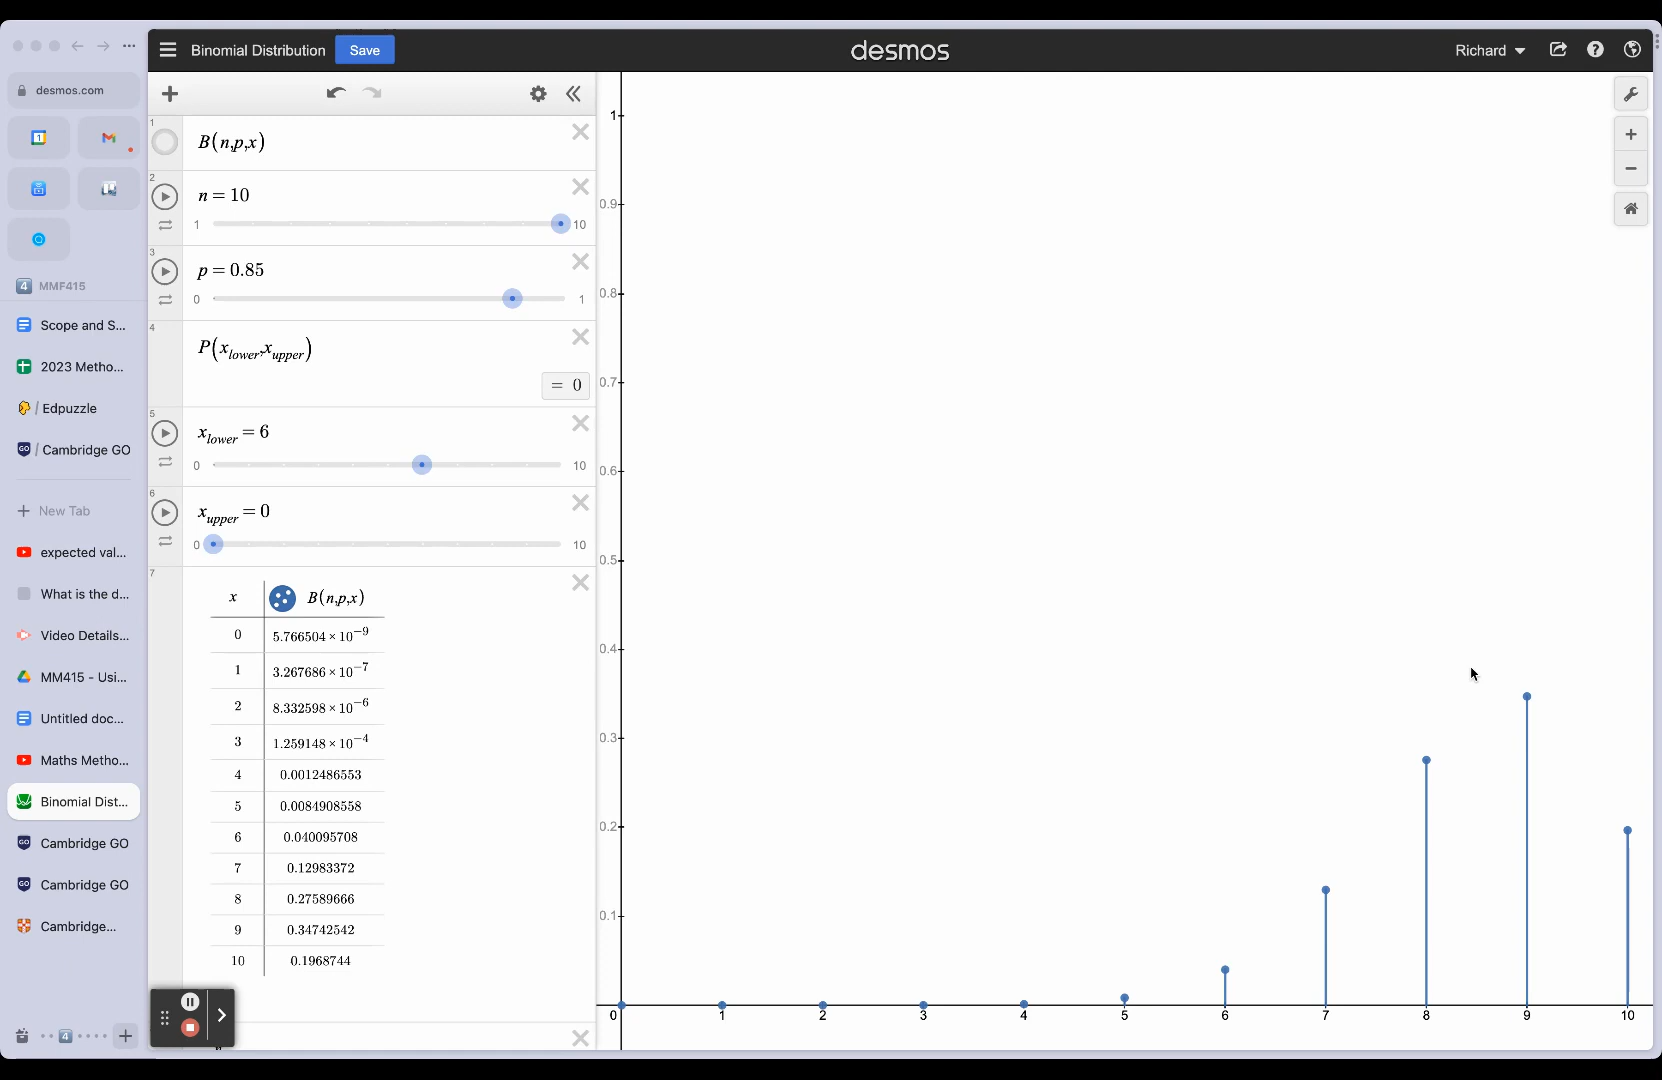 Binomial Distribution Save desmos Richard
desmos.com
1
B(n,p,x)
2
n = 10
1 10
3
p = 0.85
0 1
4
P(x_lower,x_upper)
= 0
5
x_lower = 6
0 10
6
x_upper = 0
0 10
7
x B(n,p,x)
0 5.766504 × 10⁻⁹
1 3.267686 × 10⁻⁷
2 8.332598 × 10⁻⁶
3 1.259148 × 10⁻⁴
4 0.0012486553
5 0.0084908558
6 0.040095708
7 0.12983372
8 0.27589666
9 0.34742542
10 0.1968744
1
4 MMF415
Scope and S...
2023 Metho...
/ Edpuzzle
GO / Cambridge GO
New Tab
expected val...
What is the d...
Video Details...
MM415 - Usi...
Untitled doc...
Maths Metho...
Binomial Dist...
GO Cambridge GO
GO Cambridge GO
Cambridge...
4
1
0.9
0.8
0.7
0.6
0.5
0.4
0.3
0.2
0.1
0 1 2 3 4 5 6 7 8 9 10